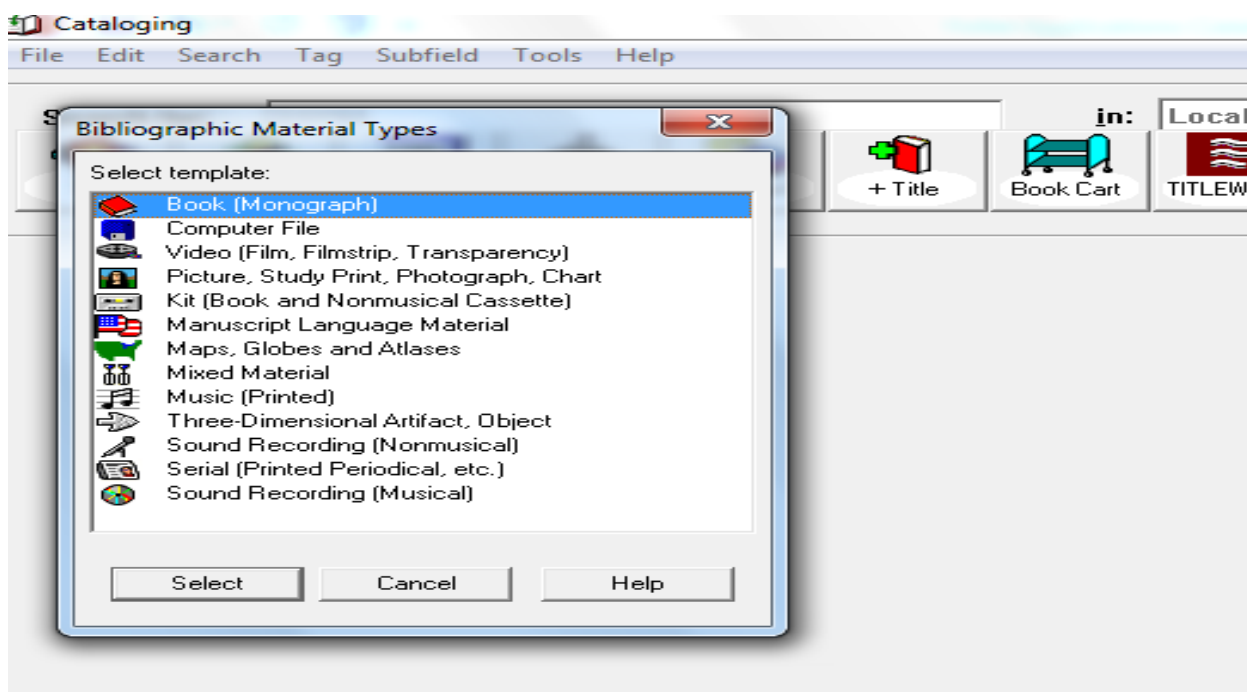 Cataloging
File Edit Search Tag Subfield Tools Help
in: Local
Bibliographic Material Types
+ Title Book Cart TITLEW
Select template:
Book (Monograph)
Computer File
Video (Film, Filmstrip, Transparency)
Picture, Study Print, Photograph, Chart
Kit (Book and Nonmusical Cassette)
Manuscript Language Material
Maps, Globes and Atlases
Mixed Material
Music (Printed)
Three-Dimensional Artifact, Object
Sound Recording (Nonmusical)
Serial (Printed Periodical, etc.)
Sound Recording (Musical)
Select Cancel Help